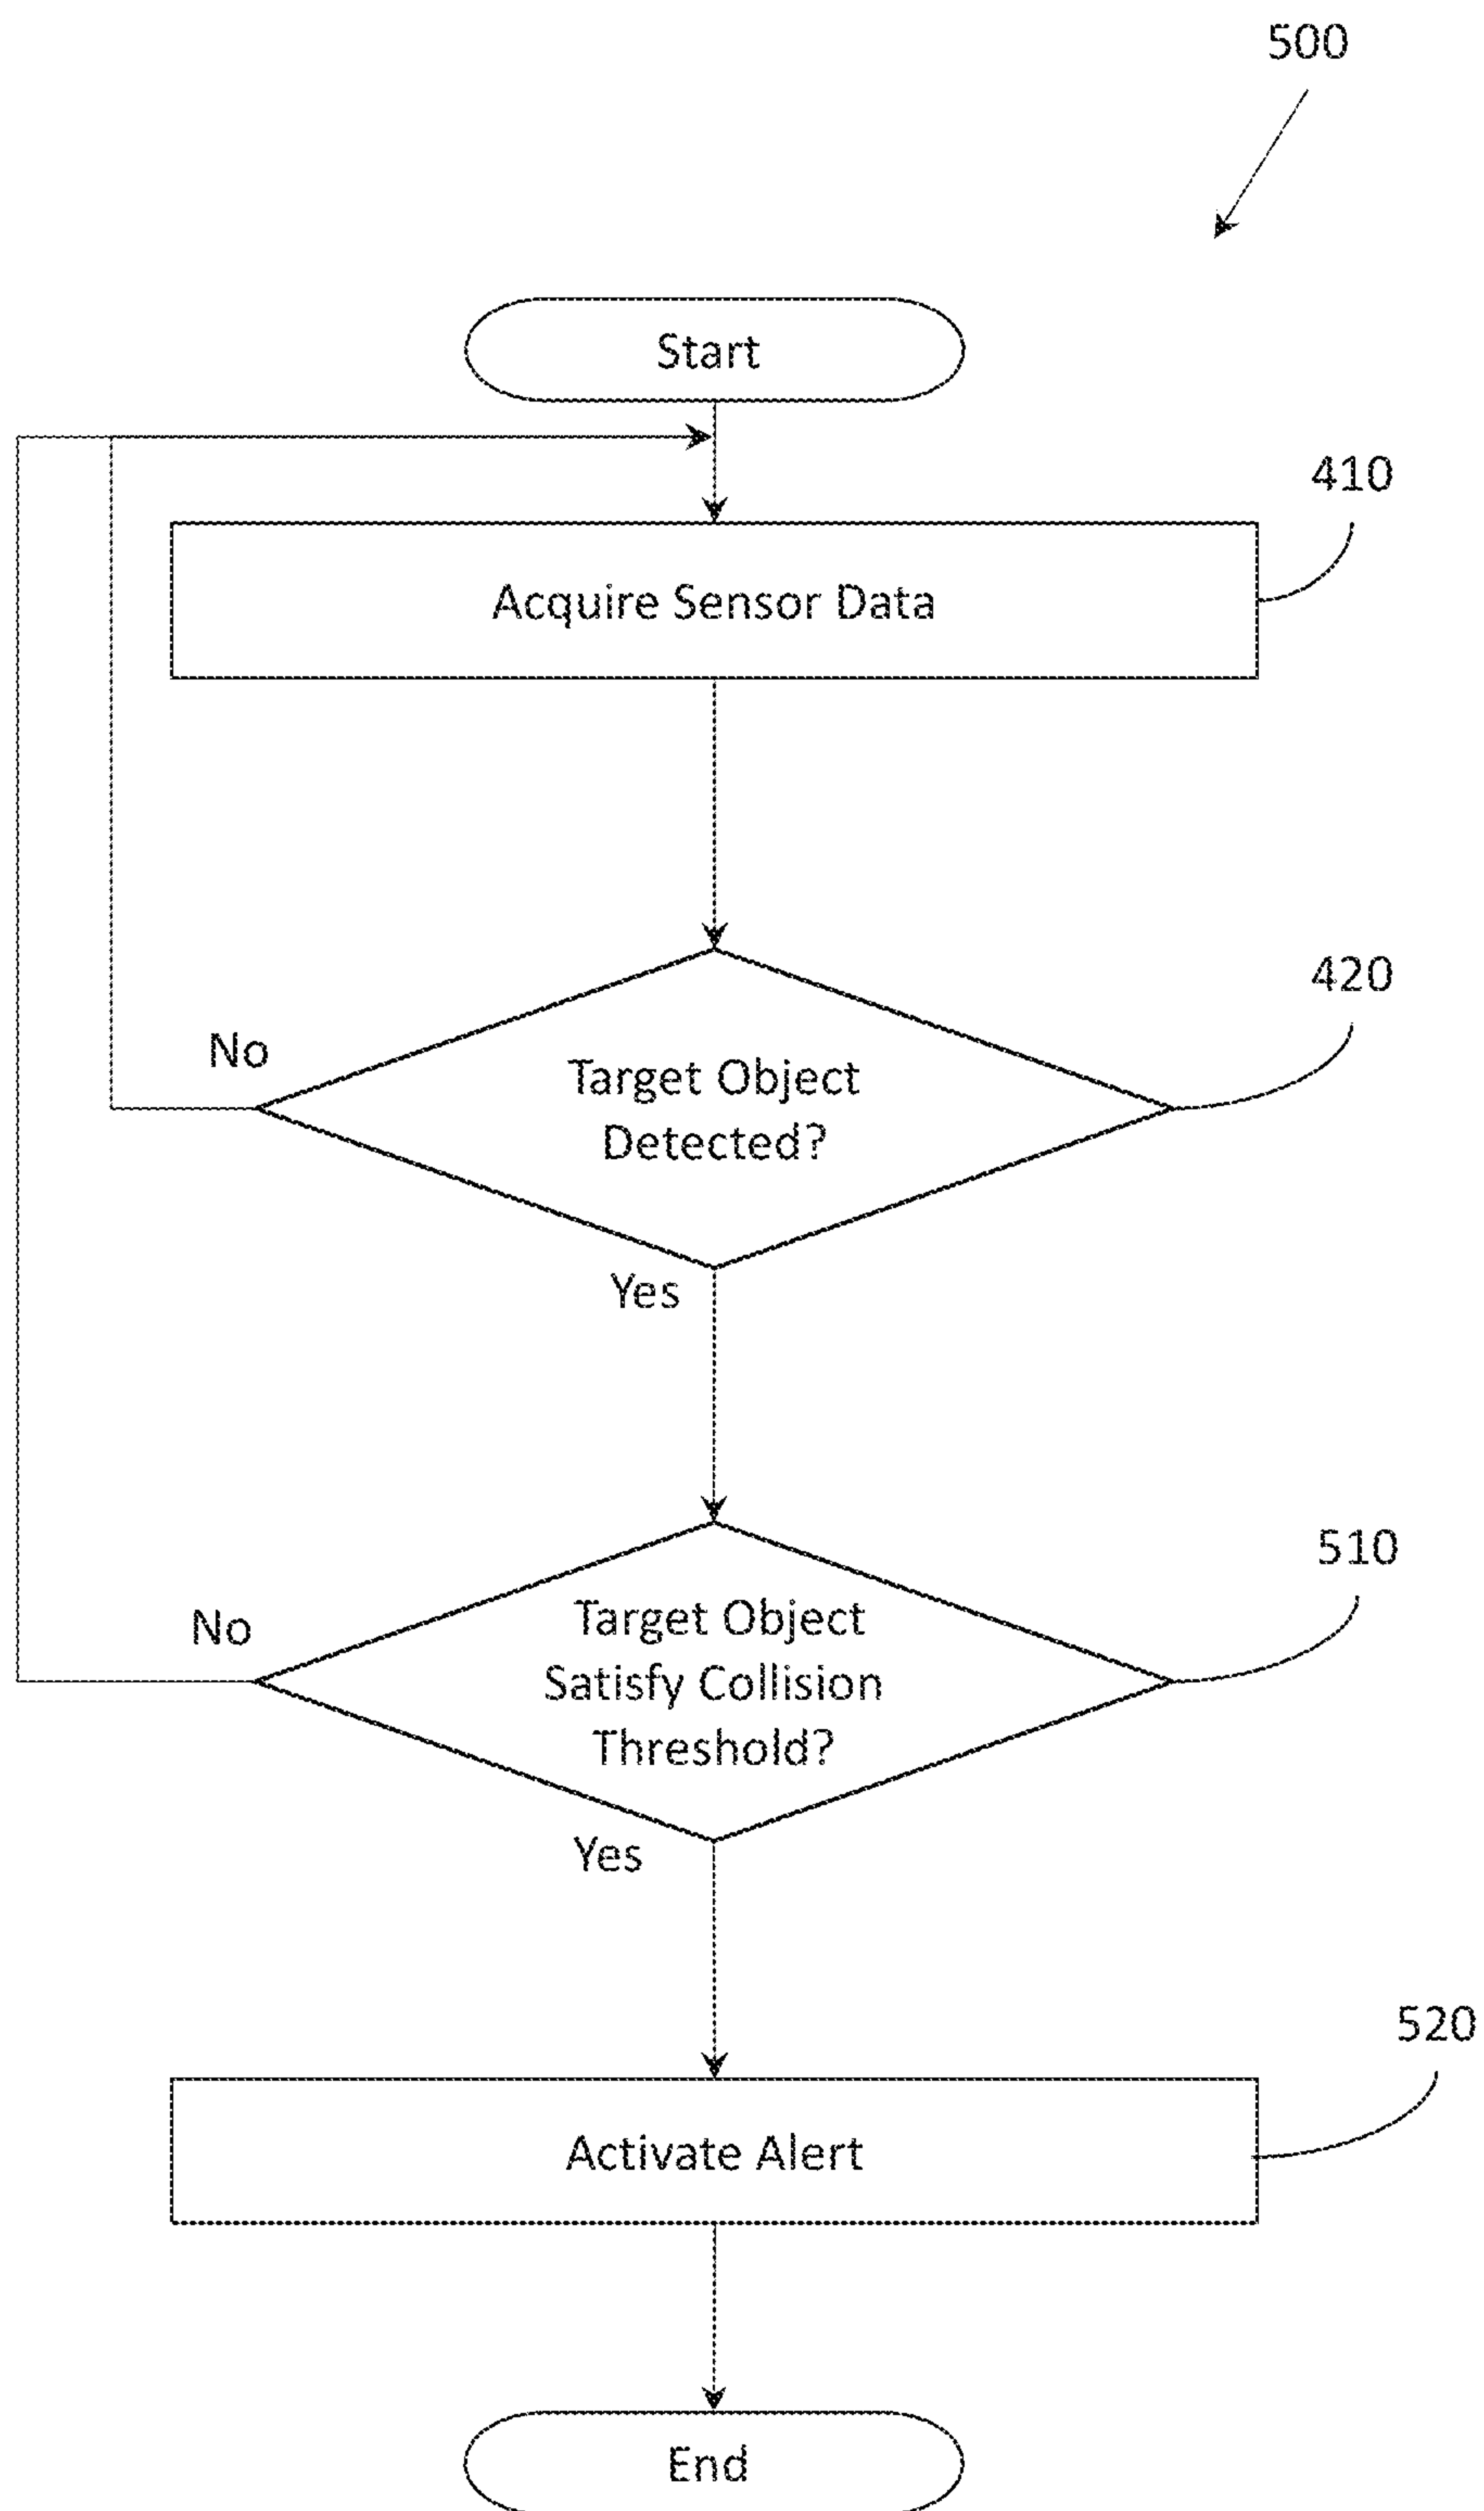 500
Start
410
Acquire Sensor Data
420
No
Target Object
Detected?
Yes
510
No
Target Object
Satisfy Collision
Threshold?
Yes
520
Activate Alert
End